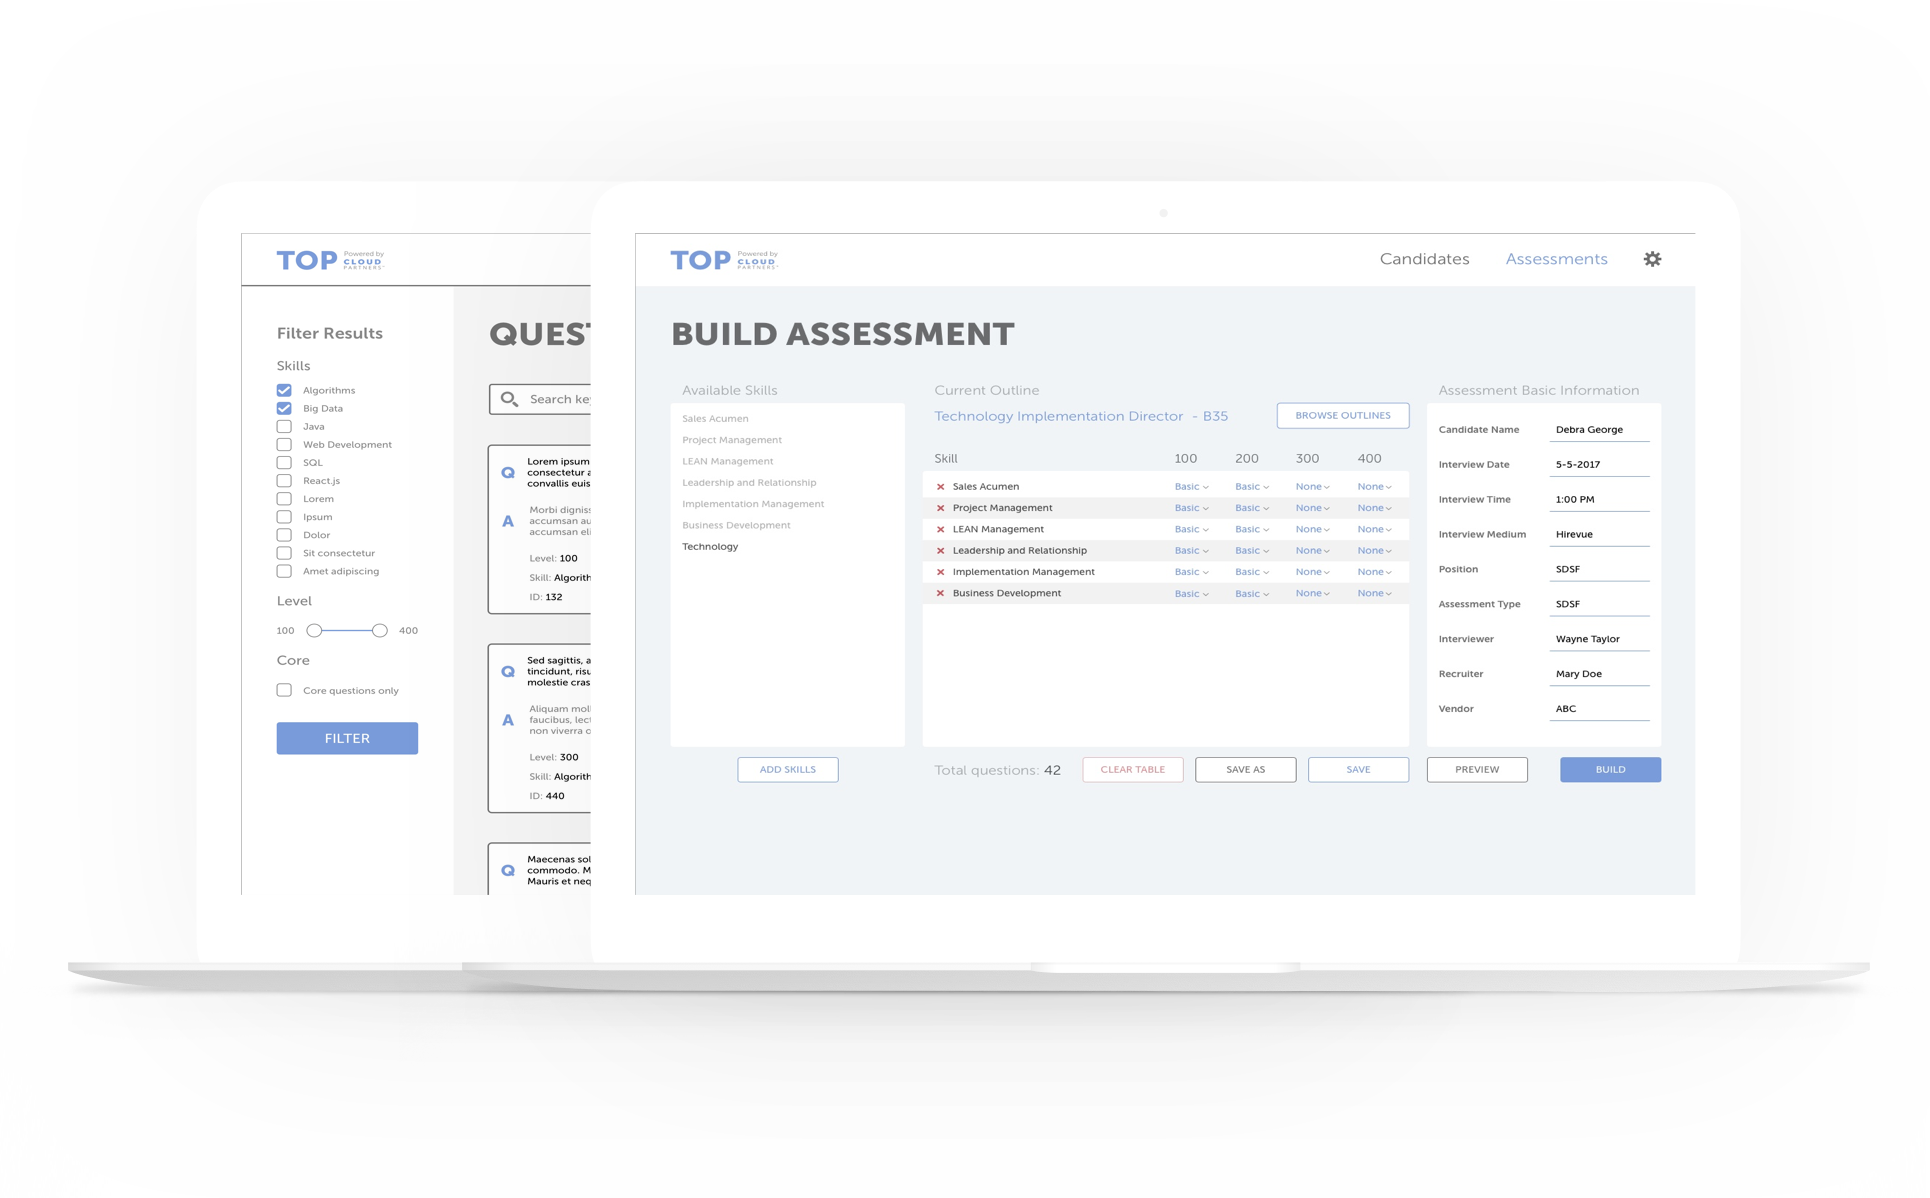 TOP Powered by
CLOUD
PARTNERS
Filter Results
Skills
Algorithms
Big Data
Java
Web Development
SQL
React.js
Lorem
Ipsum
Dolor
Sit consectetur
Amet adipiscing
Level
100 400
Core
Core questions only
FILTER
QUEST
Search key
Q Lorem ipsum
consectetur a
convallis euis
A Morbi digniss
accumsan au
accumsan eli
Level: 100
Skill: Algorith
ID: 132
Q Sed sagittis, a
tincidunt, risu
molestie cras
A Aliquam moll
faucibus, lect
non viverra o
Level: 300
Skill: Algorith
ID: 440
Q Maecenas sol
commodo. M
Mauris et neq
TOP Powered by
CLOUD
PARTNERS
Candidates Assessments
BUILD ASSESSMENT
Available Skills
Sales Acumen
Project Management
LEAN Management
Leadership and Relationship
Implementation Management
Business Development
Technology
ADD SKILLS
Current Outline
Technology Implementation Director - B35 BROWSE OUTLINES
Skill 100 200 300 400
Sales Acumen Basic Basic None None
Project Management Basic Basic None None
LEAN Management Basic Basic None None
Leadership and Relationship Basic Basic None None
Implementation Management Basic Basic None None
Business Development Basic Basic None None
Total questions: 42 CLEAR TABLE SAVE AS SAVE
Assessment Basic Information
Candidate Name Debra George
Interview Date 5-5-2017
Interview Time 1:00 PM
Interview Medium Hirevue
Position SDSF
Assessment Type SDSF
Interviewer Wayne Taylor
Recruiter Mary Doe
Vendor ABC
PREVIEW BUILD